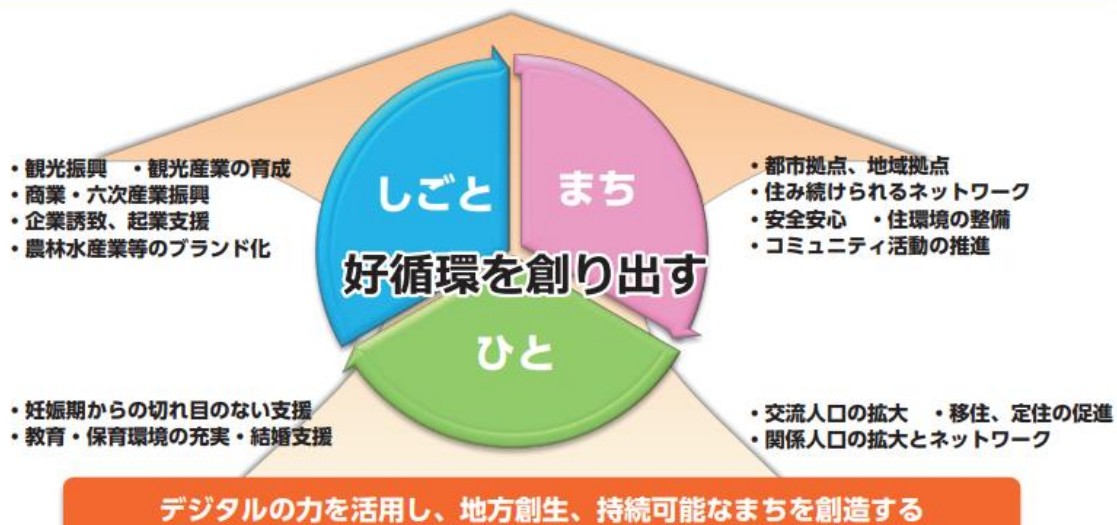 ・観光振興　・観光産業の育成
・商業・六次産業振興
・企業誘致、起業支援
・農林水産業等のブランド化
しごと
まち
・都市拠点、地域拠点
・住み続けられるネットワーク
・安全安心　・住環境の整備
・コミュニティ活動の推進
好循環を創り出す
ひと
・妊娠期からの切れ目のない支援
・教育・保育環境の充実・結婚支援
・交流人口の拡大　・移住、定住の促進
・関係人口の拡大とネットワーク
デジタルの力を活用し、地方創生、持続可能なまちを創造する